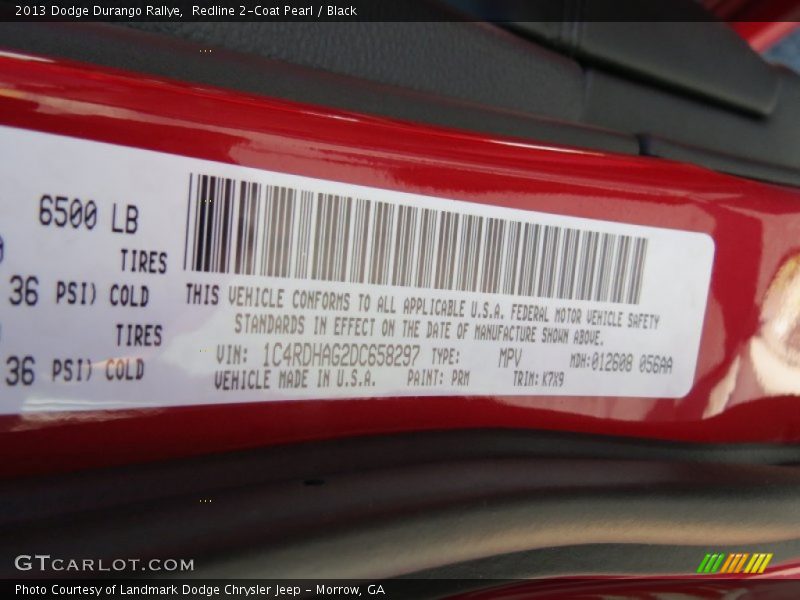 2013 Dodge Durango Rallye, Redline 2-Coat Pearl / Black
6500 LB
TIRES
36 PSI) COLD
TIRES
36 PSI) COLD
THIS VEHICLE CONFORMS TO ALL APPLICABLE U.S.A. FEDERAL MOTOR VEHICLE SAFETY
STANDARDS IN EFFECT ON THE DATE OF MANUFACTURE SHOWN ABOVE.
VIN: 1C4RDHAG2DC658297 TYPE: MPV MDH:012608 056AA
VEHICLE MADE IN U.S.A. PAINT: PRM TRIM: K7X9
GTCARLOT.COM
Photo Courtesy of Landmark Dodge Chrysler Jeep - Morrow, GA